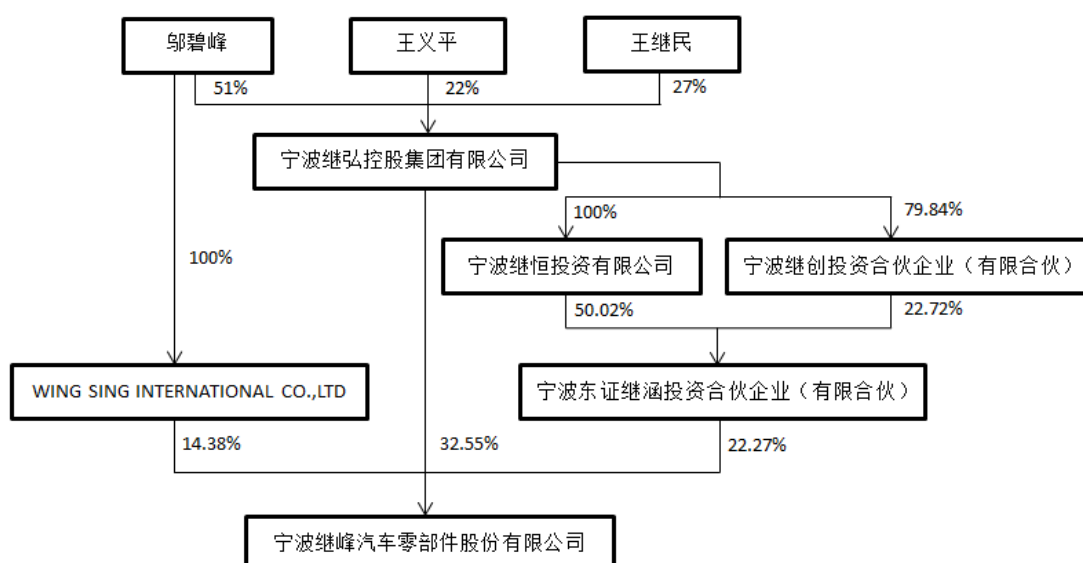 邬碧峰
王义平
王继民
51%
22%
27%
宁波继弘控股集团有限公司
100%
79.84%
100%
宁波继恒投资有限公司
宁波继创投资合伙企业（有限合伙）
50.02%
22.72%
WING SING INTERNATIONAL CO.,LTD
宁波东证继涵投资合伙企业（有限合伙）
14.38%
32.55%
22.27%
宁波继峰汽车零部件股份有限公司